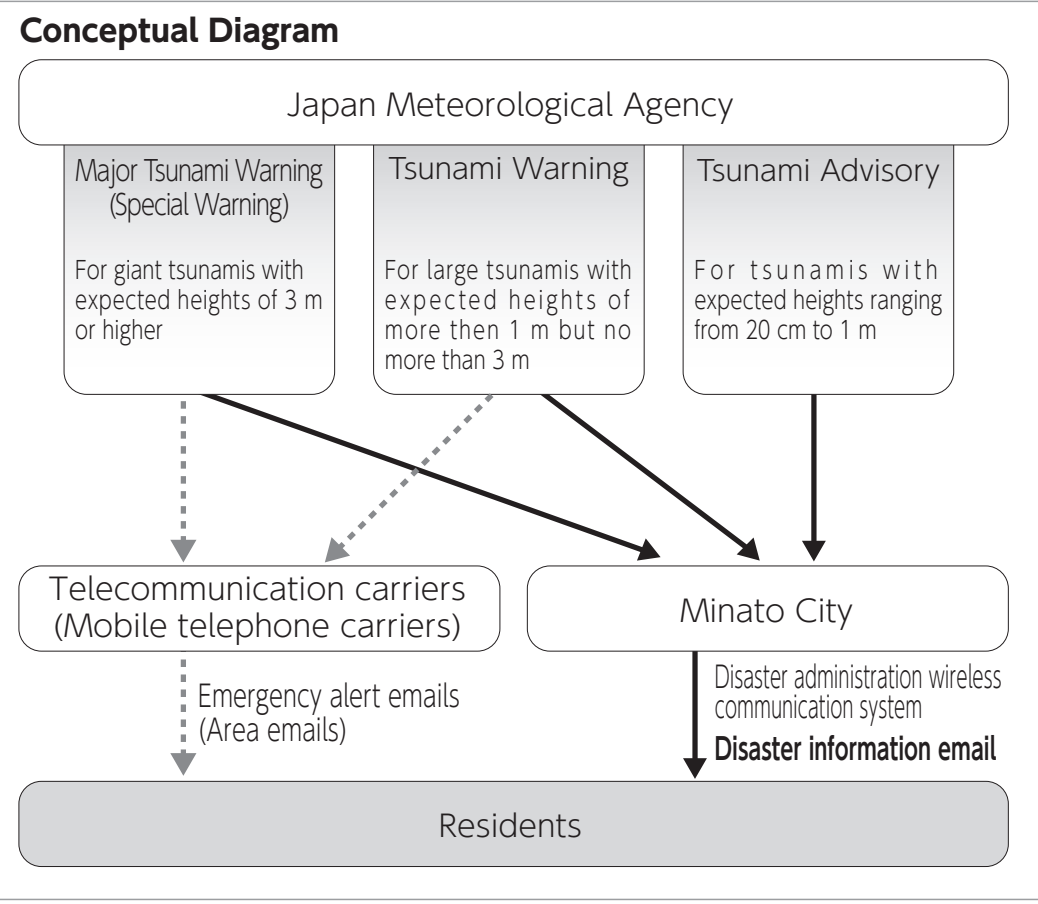 Conceptual Diagram
Japan Meteorological Agency
Major Tsunami Warning
(Special Warning)
For giant tsunamis with
expected heights of 3 m
or higher
Tsunami Warning
For large tsunamis with
expected heights of
more then 1 m but no
more than 3 m
Tsunami Advisory
For tsunamis with
expected heights ranging
from 20 cm to 1 m
Telecommunication carriers
(Mobile telephone carriers)
Minato City
Emergency alert emails
(Area emails)
Disaster administration wireless
communication system
Disaster information email
Residents